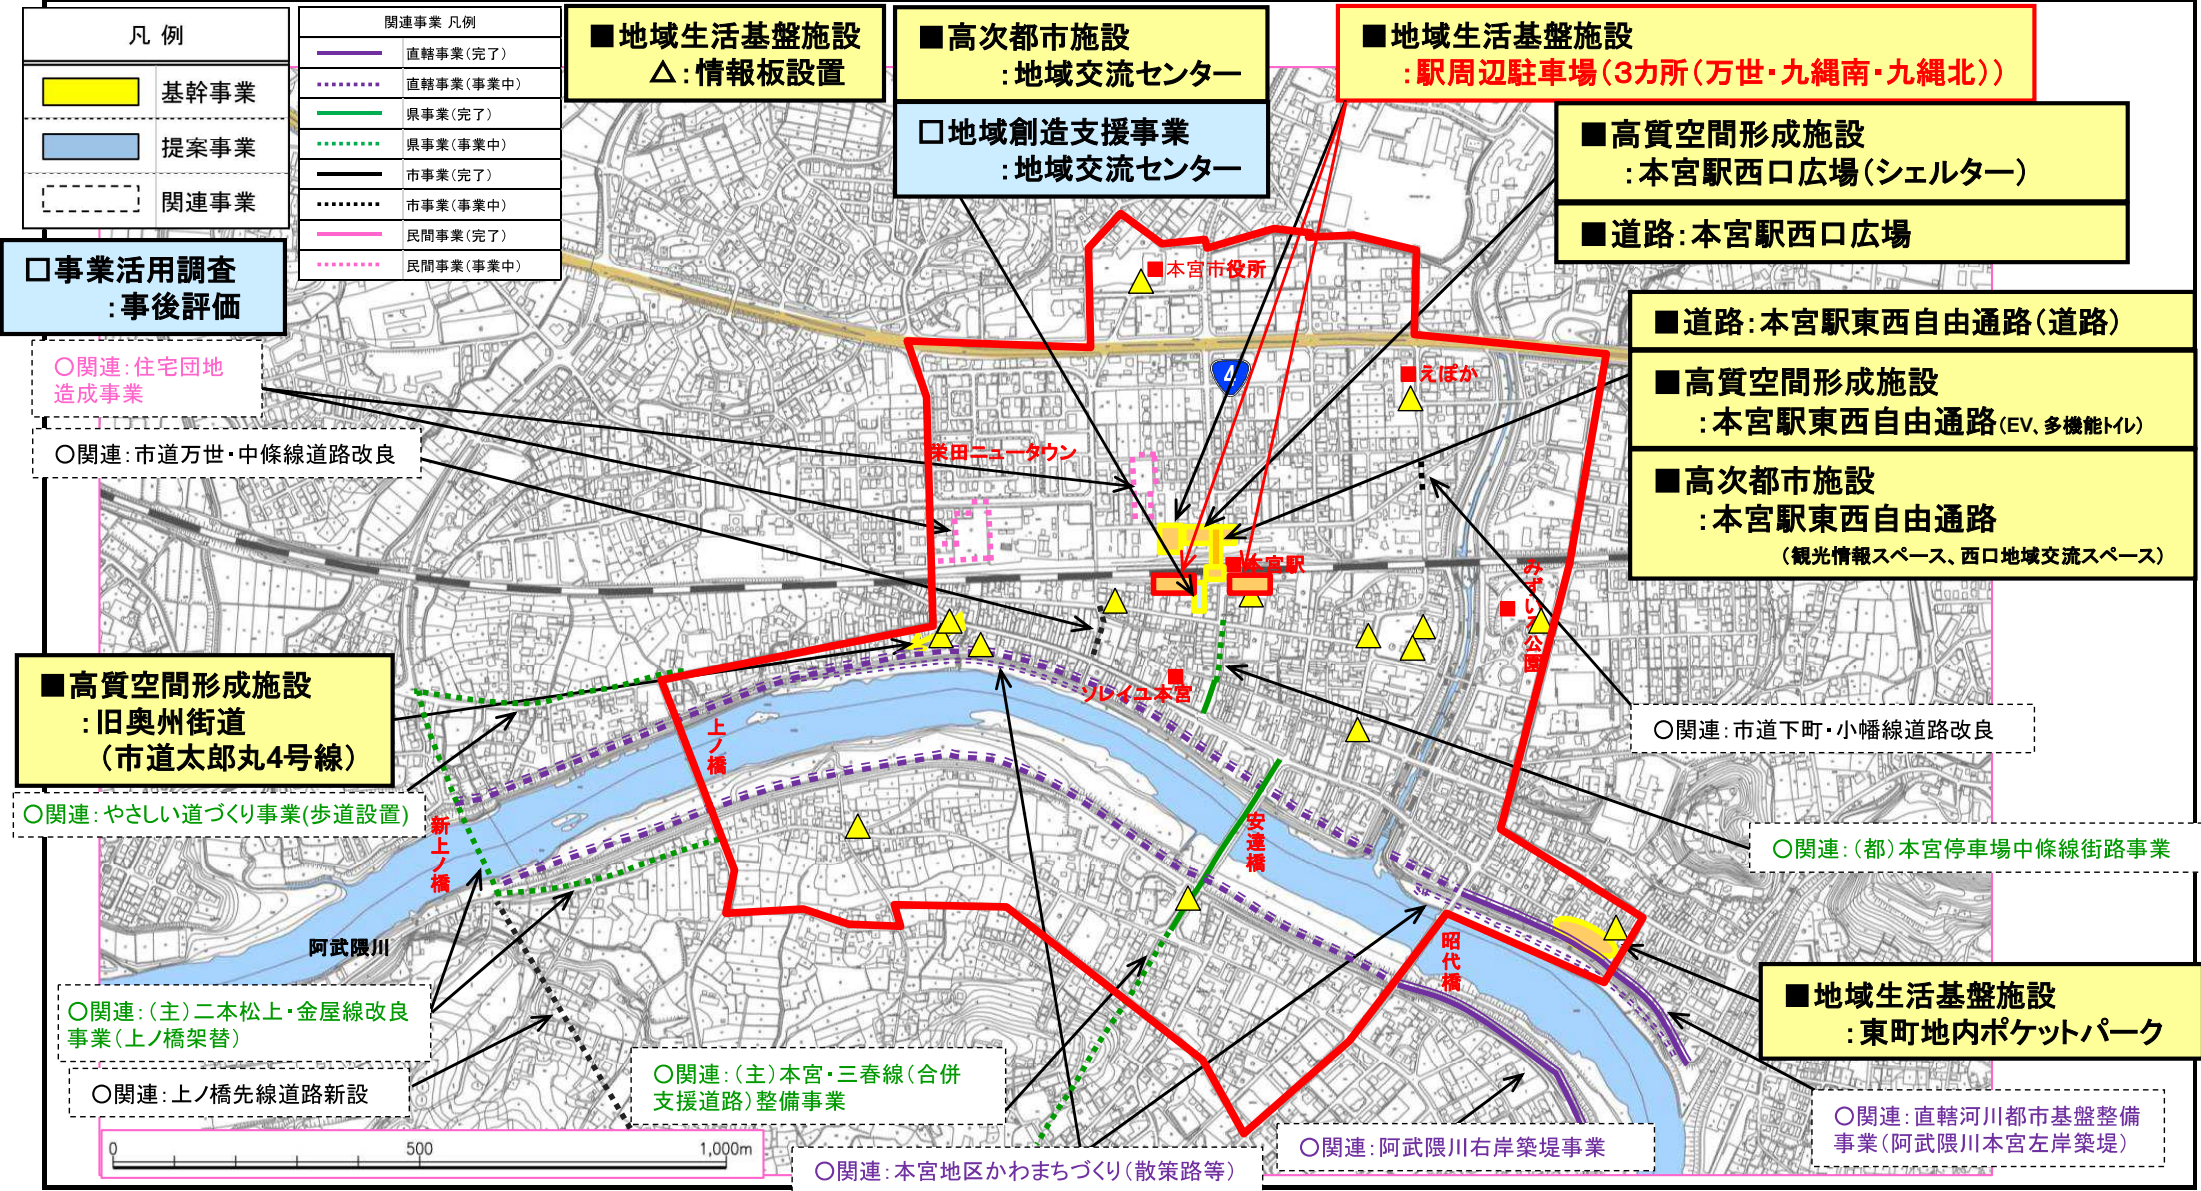 凡 例
基幹事業
提案事業
関連事業
関連事業 凡例
直轄事業(完了)
直轄事業(事業中)
県事業(完了)
県事業(事業中)
市事業(完了)
市事業(事業中)
民間事業(完了)
民間事業(事業中)
■地域生活基盤施設
△:情報板設置
■高次都市施設
:地域交流センター
□地域創造支援事業
:地域交流センター
■地域生活基盤施設
:駅周辺駐車場(3カ所(万世・九縄南・九縄北))
■高質空間形成施設
:本宮駅西口広場(シェルター)
■道路:本宮駅西口広場
■道路:本宮駅東西自由通路(道路)
■高質空間形成施設
:本宮駅東西自由通路(EV、多機能トイレ)
■高次都市施設
:本宮駅東西自由通路
(観光情報スペース、西口地域交流スペース)
□事業活用調査
:事後評価
○関連:住宅団地
造成事業
○関連:市道万世・中條線道路改良
■本宮市役所
4
■えぽか
栄田ニュータウン
本宮駅
みずいろ公園
ソレイユ本宮
上ノ橋
新上ノ橋
安達橋
昭代橋
阿武隈川
■高質空間形成施設
:旧奥州街道
(市道太郎丸4号線)
○関連:やさしい道づくり事業(歩道設置)
○関連:市道下町・小幡線道路改良
○関連:(都)本宮停車場中條線街路事業
■地域生活基盤施設
:東町地内ポケットパーク
○関連:(主)二本松上・金屋線改良
事業(上ノ橋架替)
○関連:上ノ橋先線道路新設
○関連:(主)本宮・三春線(合併
支援道路)整備事業
○関連:本宮地区かわまちづくり(散策路等)
○関連:阿武隈川右岸築堤事業
○関連:直轄河川都市基盤整備
事業(阿武隈川本宮左岸築堤)
0 500 1,000m